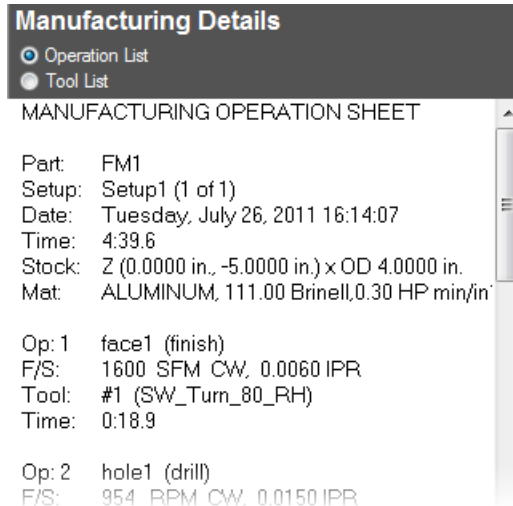 Manufacturing Details
Operation List
Tool List
MANUFACTURING OPERATION SHEET
Part: FM1
Setup: Setup1 (1 of 1)
Date: Tuesday, July 26, 2011 16:14:07
Time: 4:39.6
Stock: Z (0.0000 in., -5.0000 in.) x OD 4.0000 in.
Mat: ALUMINUM, 111.00 Brinell,0.30 HP min/in
Op: 1 face1 (finish)
F/S: 1600 SFM CW, 0.0060 IPR
Tool: #1 (SW_Turn_80_RH)
Time: 0:18.9
Op: 2 hole1 (drill)
F/S: 954 RPM CW, 0.0150 IPR